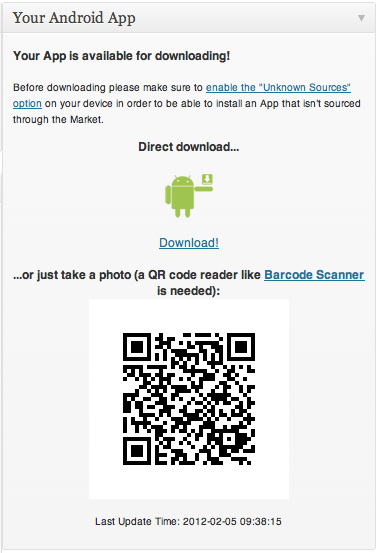 Your Android App
Your App is available for downloading!
Before downloading please make sure to enable the "Unknown Sources"
option on your device in order to be able to install an App that isn't sourced
through the Market.
Direct download...
Download!
...or just take a photo (a QR code reader like Barcode Scanner
is needed):
Last Update Time: 2012-02-05 09:38:15